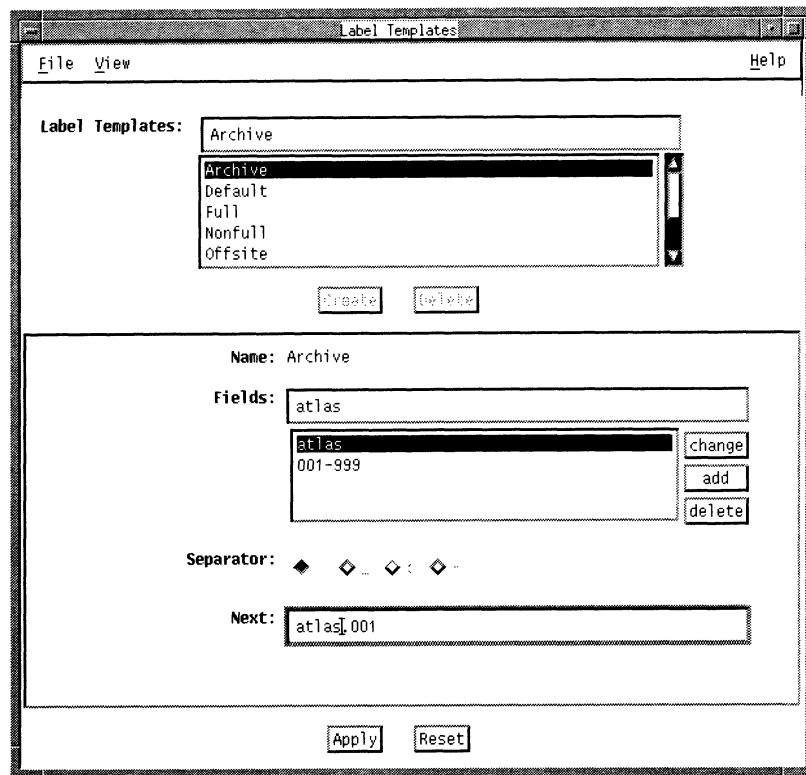 Label Templates
File View Help
Label Templates: Archive
Archive
Default
Full
Nonfull
Offsite
Create Delete
Name: Archive
Fields: atlas
atlas
001-999
change
add
delete
Separator: _ : -
Next: atlas.001
Apply Reset